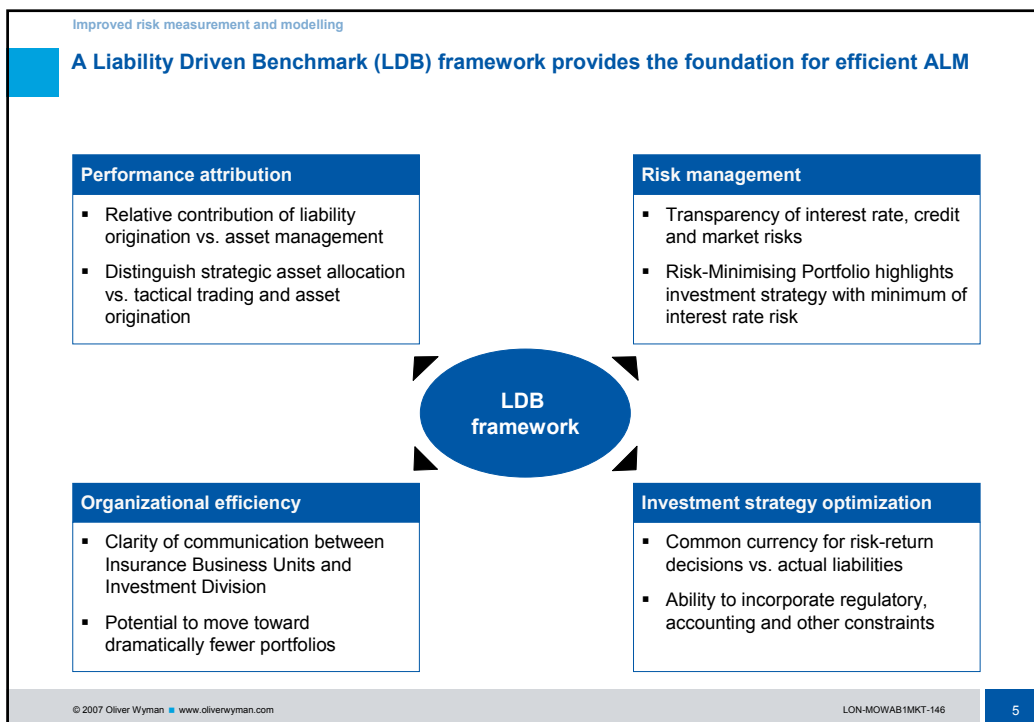 Improved risk measurement and modelling
A Liability Driven Benchmark (LDB) framework provides the foundation for efficient ALM
Performance attribution
▪ Relative contribution of liability
origination vs. asset management
▪ Distinguish strategic asset allocation
vs. tactical trading and asset
origination
Risk management
▪ Transparency of interest rate, credit
and market risks
▪ Risk-Minimising Portfolio highlights
investment strategy with minimum of
interest rate risk
LDB
framework
Organizational efficiency
▪ Clarity of communication between
Insurance Business Units and
Investment Division
▪ Potential to move toward
dramatically fewer portfolios
Investment strategy optimization
▪ Common currency for risk-return
decisions vs. actual liabilities
▪ Ability to incorporate regulatory,
accounting and other constraints
© 2007 Oliver Wyman ■ www.oliverwyman.com
LON-MOWAB1MKT-146
5